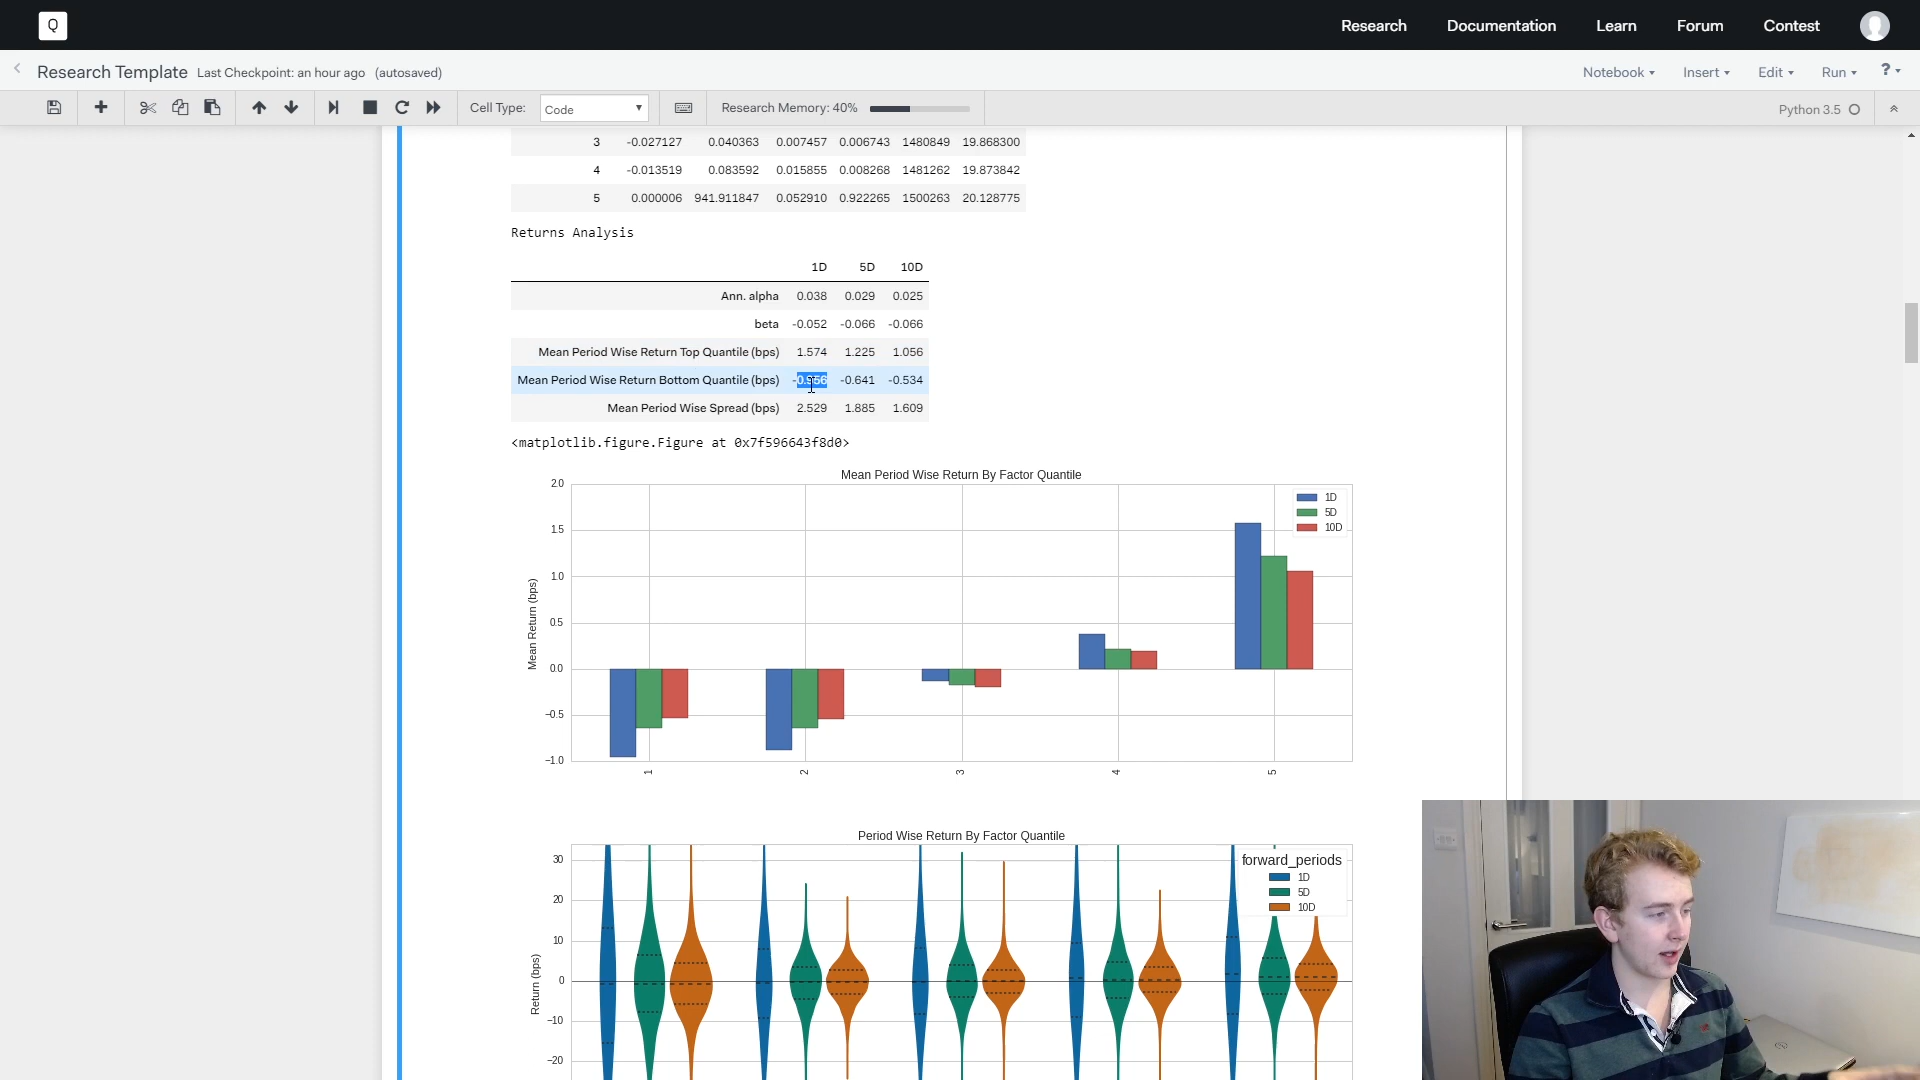 Q
Research Documentation Learn Forum Contest
Research Template Last Checkpoint: an hour ago (autosaved)
Notebook Insert Edit Run ?
Cell Type: Code Research Memory: 40% Python 3.5
3 -0.027127 0.040363 0.007457 0.006743 1480849 19.868300
4 -0.013519 0.083592 0.015855 0.008268 1481262 19.873842
5 0.000006 941.911847 0.052910 0.922265 1500263 20.128775
Returns Analysis
1D 5D 10D
Ann. alpha 0.038 0.029 0.025
beta -0.052 -0.066 -0.066
Mean Period Wise Return Top Quantile (bps) 1.574 1.225 1.056
Mean Period Wise Return Bottom Quantile (bps) -0.956 -0.641 -0.534
Mean Period Wise Spread (bps) 2.529 1.885 1.609
<matplotlib.figure.Figure at 0x7f596643f8d0>
Mean Period Wise Return By Factor Quantile
2.0
1.5
1.0
0.5
0.0
−0.5
−1.0
Mean Return (bps)
1D
5D
10D
1 2 3 4 5
Period Wise Return By Factor Quantile
30
20
10
0
−10
−20
Return (bps)
forward_periods
1D
5D
10D